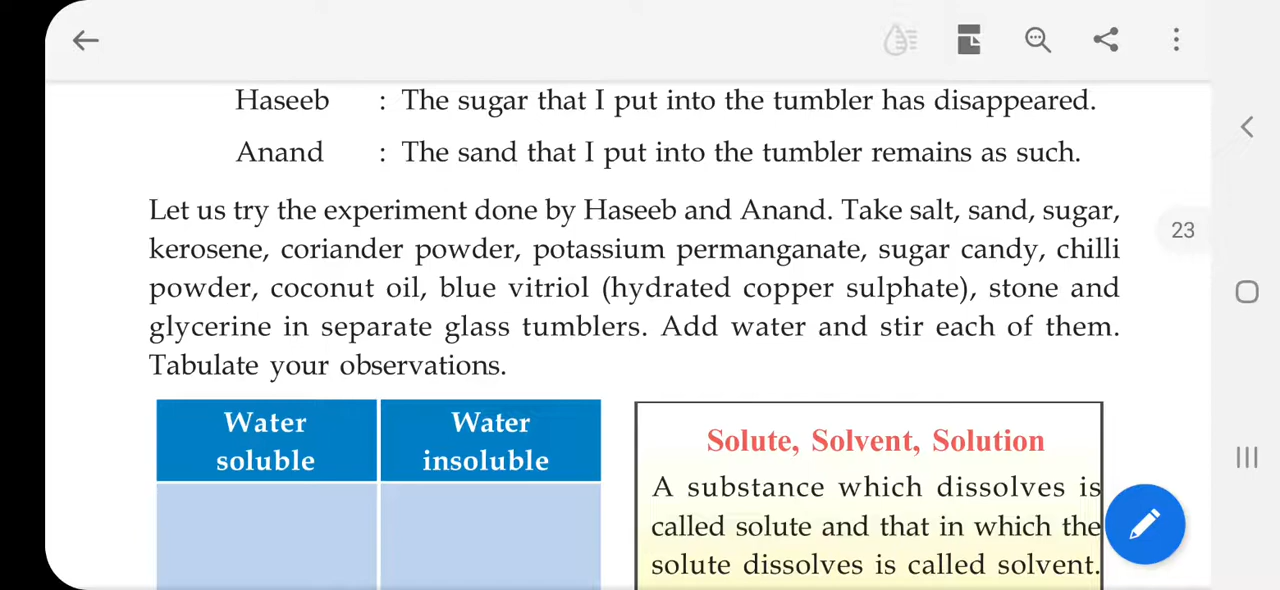 Haseeb : The sugar that I put into the tumbler has disappeared.
Anand : The sand that I put into the tumbler remains as such.
Let us try the experiment done by Haseeb and Anand. Take salt, sand, sugar,
kerosene, coriander powder, potassium permanganate, sugar candy, chilli
powder, coconut oil, blue vitriol (hydrated copper sulphate), stone and
glycerine in separate glass tumblers. Add water and stir each of them.
Tabulate your observations.
23
Water
soluble
Water
insoluble
Solute, Solvent, Solution
A substance which dissolves is
called solute and that in which the
solute dissolves is called solvent.